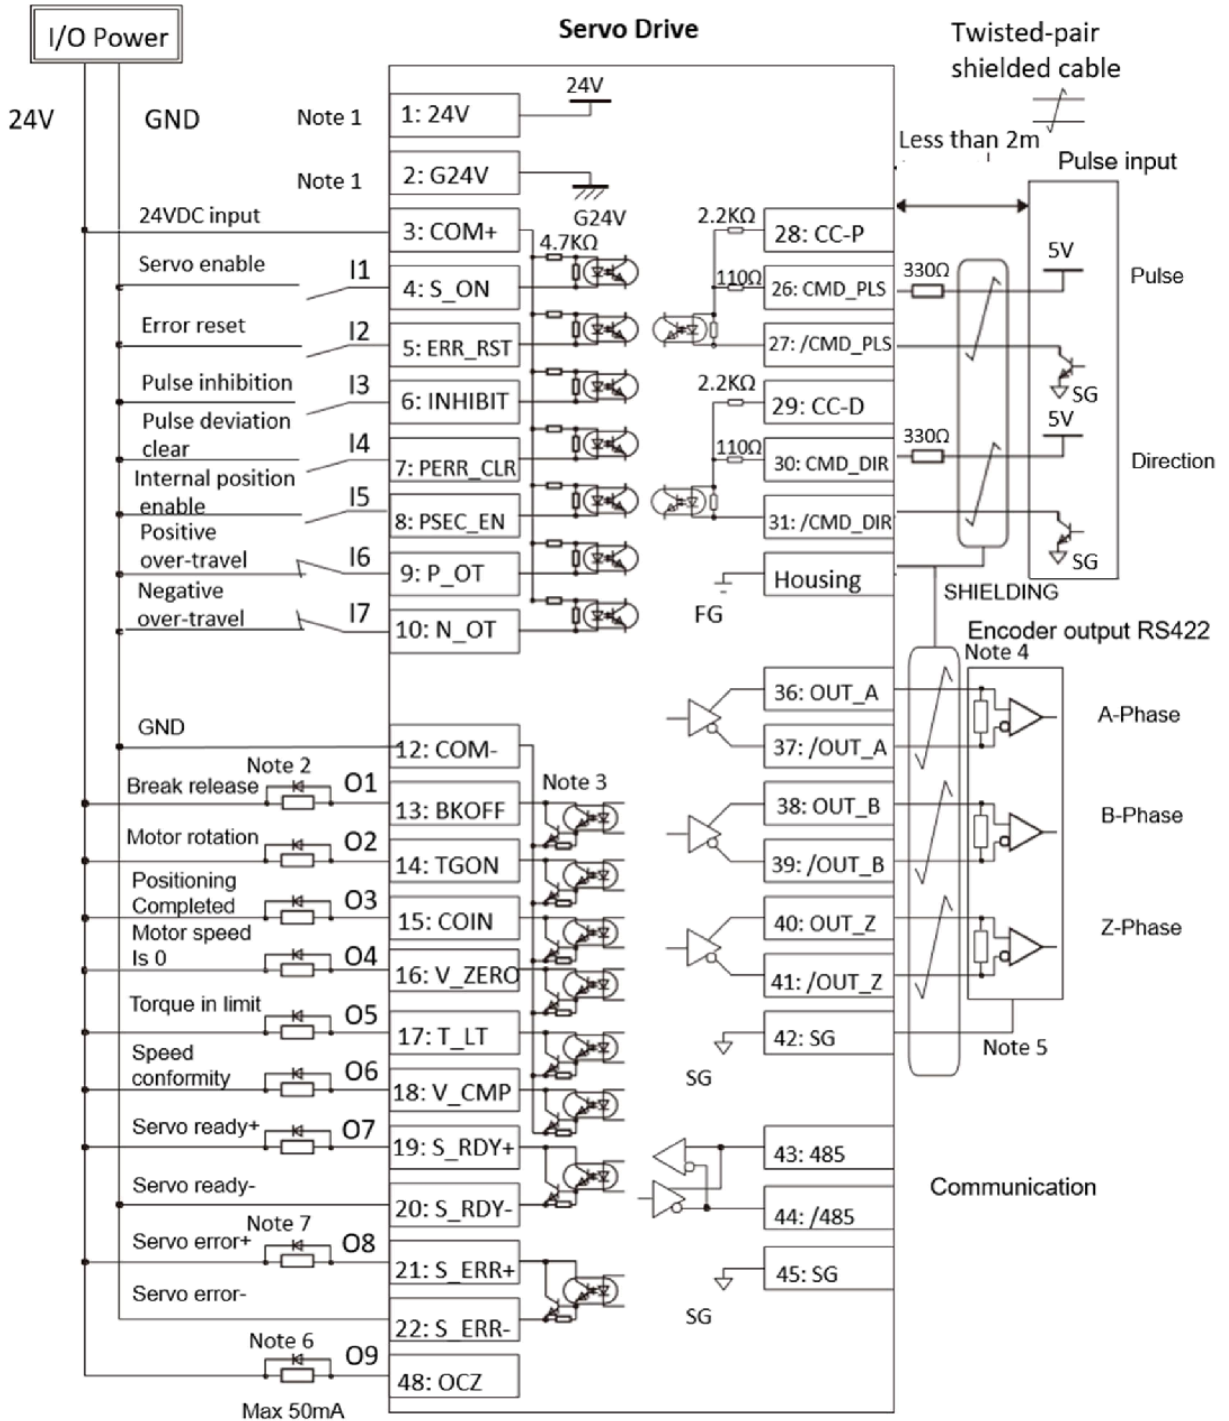 I/O Power
Servo Drive
Twisted-pair
shielded cable
24V
GND
Note 1
1: 24V
24V
Less than 2m
Pulse input
Note 1
2: G24V
G24V
24VDC input
3: COM+
4.7KΩ
2.2KΩ
28: CC-P
5V
Servo enable
I1
4: S_ON
110Ω
26: CMD_PLS
330Ω
Pulse
Error reset
I2
5: ERR_RST
27: /CMD_PLS
SG
Pulse inhibition
I3
6: INHIBIT
2.2KΩ
29: CC-D
5V
Pulse deviation
clear
I4
7: PERR_CLR
110Ω
30: CMD_DIR
330Ω
Direction
Internal position
enable
I5
8: PSEC_EN
31: /CMD_DIR
SG
Positive
over-travel
I6
9: P_OT
FG
Housing
SHIELDING
Negative
over-travel
I7
10: N_OT
Encoder output RS422
Note 4
36: OUT_A
A-Phase
GND
12: COM-
37: /OUT_A
Note 2
Break release
O1
13: BKOFF
Note 3
38: OUT_B
B-Phase
Motor rotation
O2
14: TGON
39: /OUT_B
Positioning
Completed
O3
15: COIN
40: OUT_Z
Z-Phase
Motor speed
Is 0
O4
16: V_ZERO
41: /OUT_Z
Torque in limit
O5
17: T_LT
42: SG
SG
Note 5
Speed
conformity
O6
18: V_CMP
Servo ready+
O7
19: S_RDY+
43: 485
Communication
Servo ready-
20: S_RDY-
44: /485
Note 7
Servo error+
O8
21: S_ERR+
45: SG
SG
Servo error-
22: S_ERR-
Note 6
O9
48: OCZ
Max 50mA